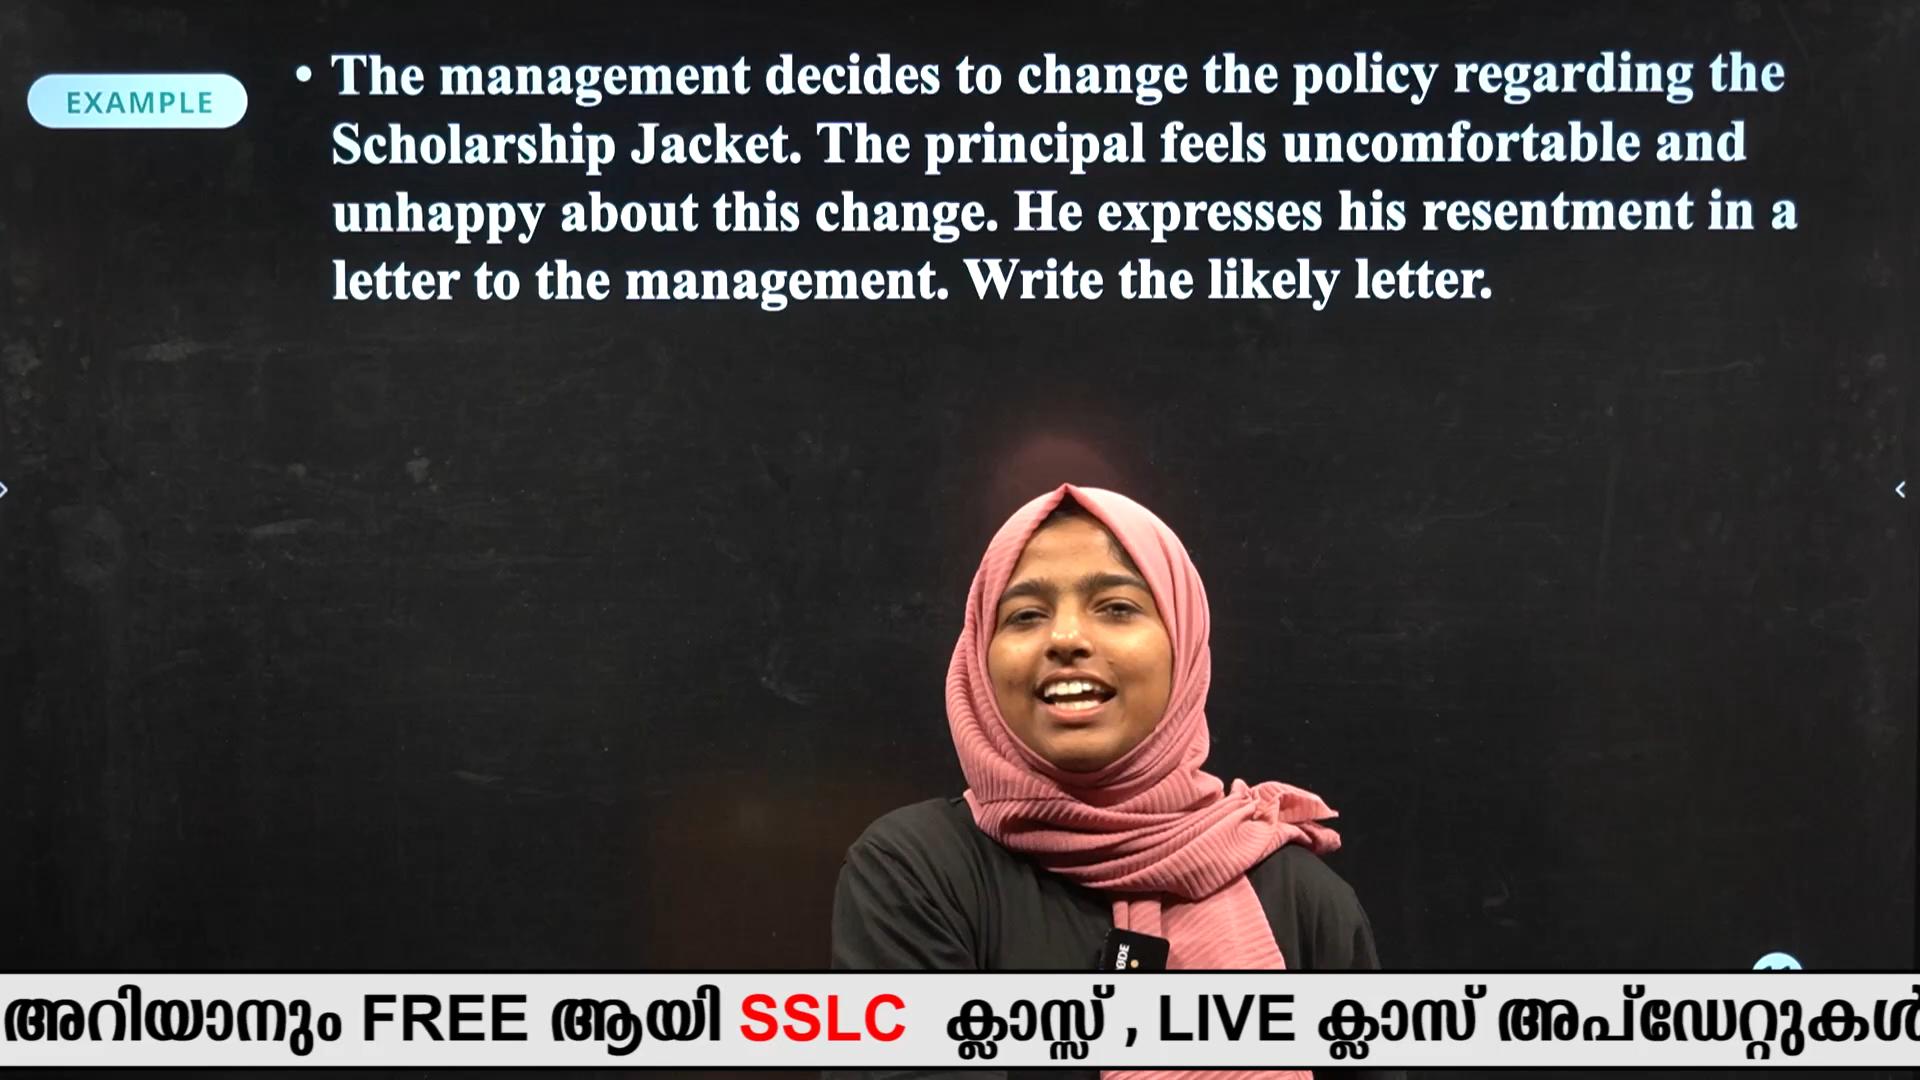 EXAMPLE
• The management decides to change the policy regarding the
Scholarship Jacket. The principal feels uncomfortable and
unhappy about this change. He expresses his resentment in a
letter to the management. Write the likely letter.
അറിയാനും FREE ആയി SSLC ക്ലാസ്സ് , LIVE ക്ലാസ് അപ്ഡേറ്റുകൾ